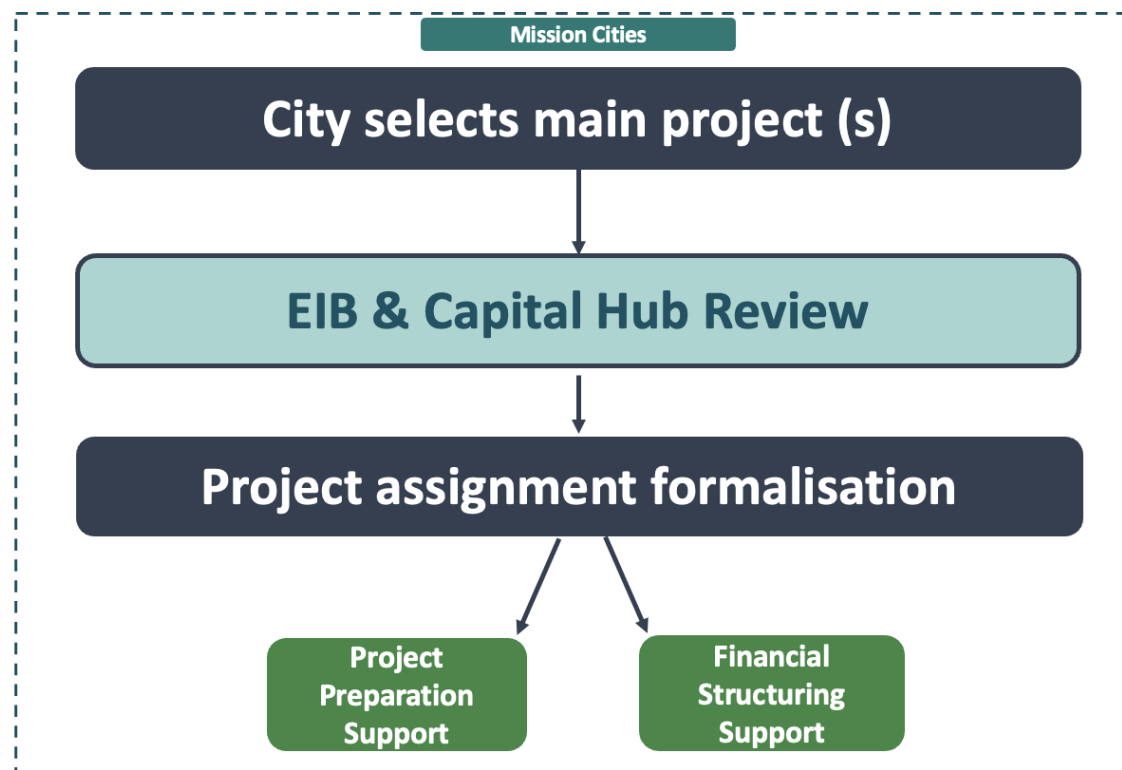 Mission Cities
City selects main project (s)
EIB & Capital Hub Review
Project assignment formalisation
Project
Preparation
Support
Financial
Structuring
Support